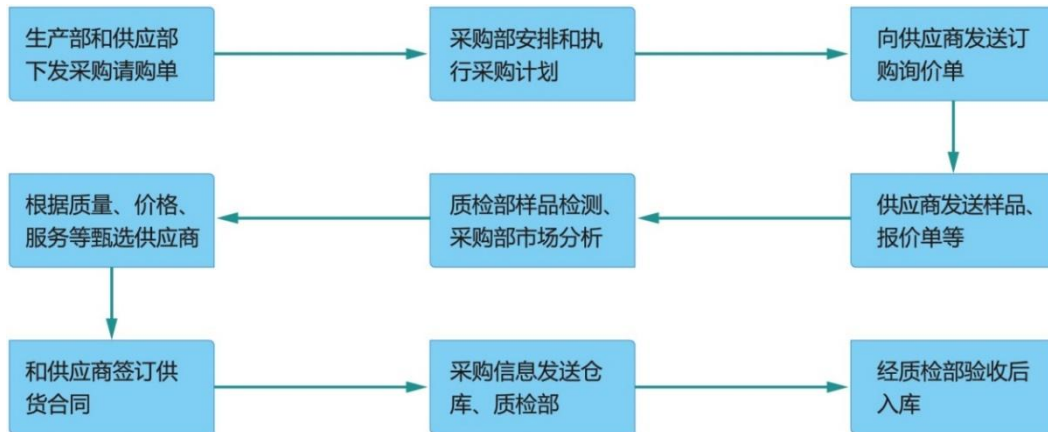 生产部和供应部
下发采购请购单
采购部安排和执
行采购计划
向供应商发送订
购询价单
供应商发送样品、
报价单等
质检部样品检测、
采购部市场分析
根据质量、价格、
服务等甄选供应商
和供应商签订供
货合同
采购信息发送仓
库、质检部
经质检部验收后
入库